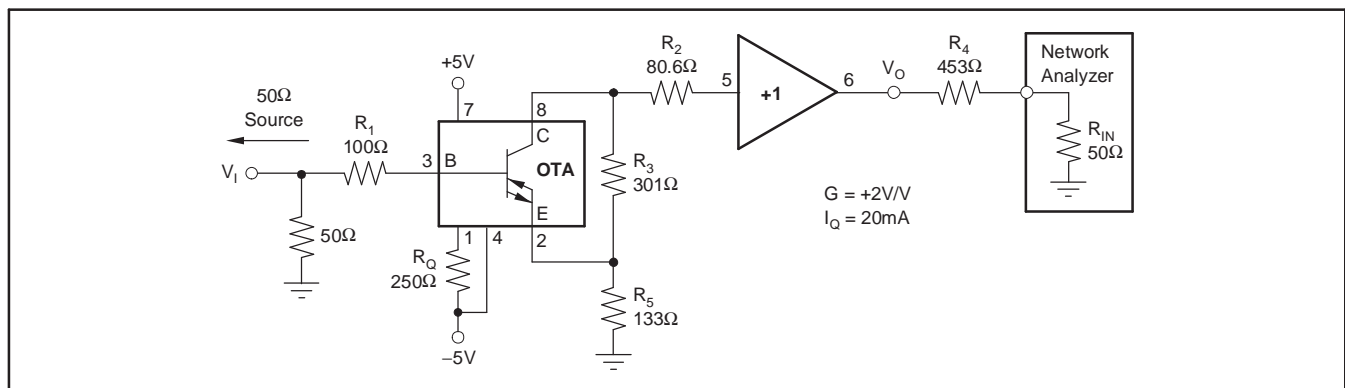 50Ω
Source
V_I
R_1
100Ω
50Ω
+5V
7
3
B
8
C
OTA
E
1
4
2
R_Q
250Ω
–5V
R_3
301Ω
R_5
133Ω
R_2
80.6Ω
5
+1
6
V_O
R_4
453Ω
G = +2V/V
I_Q = 20mA
Network
Analyzer
R_IN
50Ω